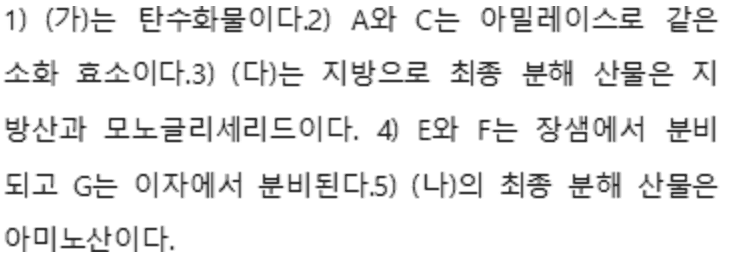 1) (가)는 탄수화물이다.2) A와 C는 아밀레이스로 같은
소화 효소이다.3) (다)는 지방으로 최종 분해 산물은 지
방산과 모노글리세리드이다. 4) E와 F는 장샘에서 분비
되고 G는 이자에서 분비된다.5) (나)의 최종 분해 산물은
아미노산이다.